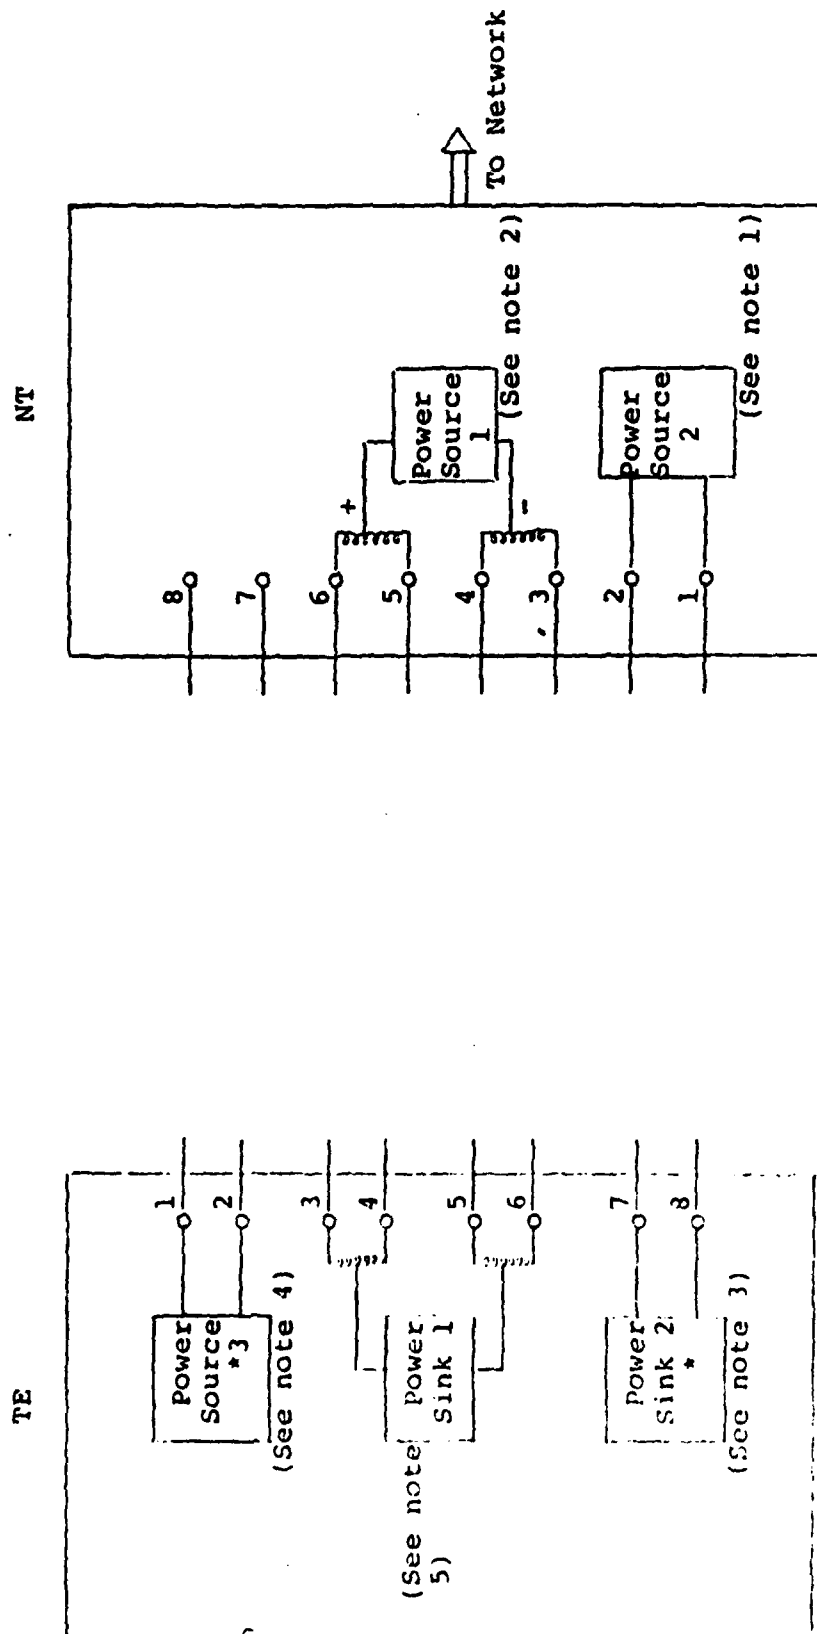 TE
1
Power
Source
*3
2
(See note 4)
3
4
Power
Sink 1
(See note
5)
5
6
7
Power
Sink 2
*
8
(See note 3)
NT
8
7
6
+
5
Power
Source
1
4
-
3
(See note 2)
To Network
2
Power
Source
2
1
(See note 1)